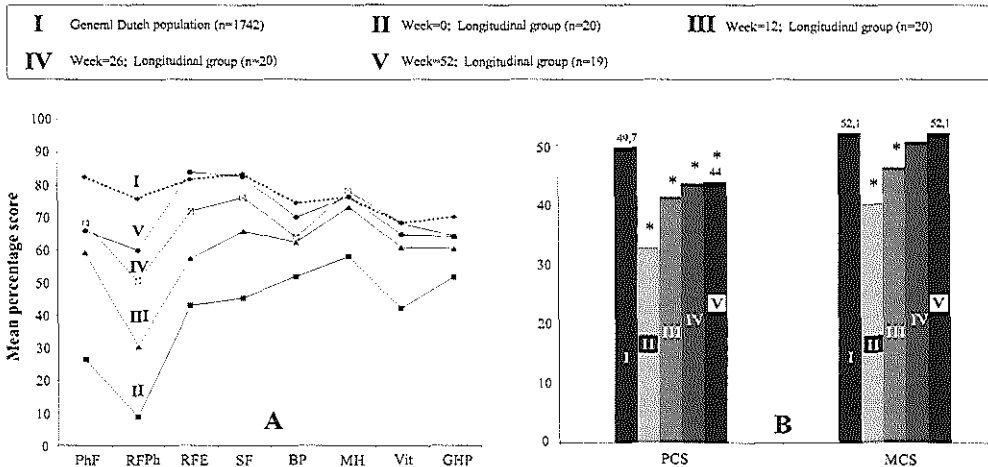 I General Dutch population (n=1742) II Week=0; Longitudinal group (n=20) III Week=12; Longitudinal group (n=20)
IV Week=26; Longitudinal group (n=20) V Week=52; Longitudinal group (n=19)
Mean percentage score
100
90
80
70
60
50
40
30
20
10
0
I
V
IV
III
II
A
PhF RFPh RFE SF BP MH Vit GHP
50
40
30
20
10
0
49,7
*
*
*
*
44
I II III IV V
52,1
*
*
52,1
I II III IV V
B
PCS MCS